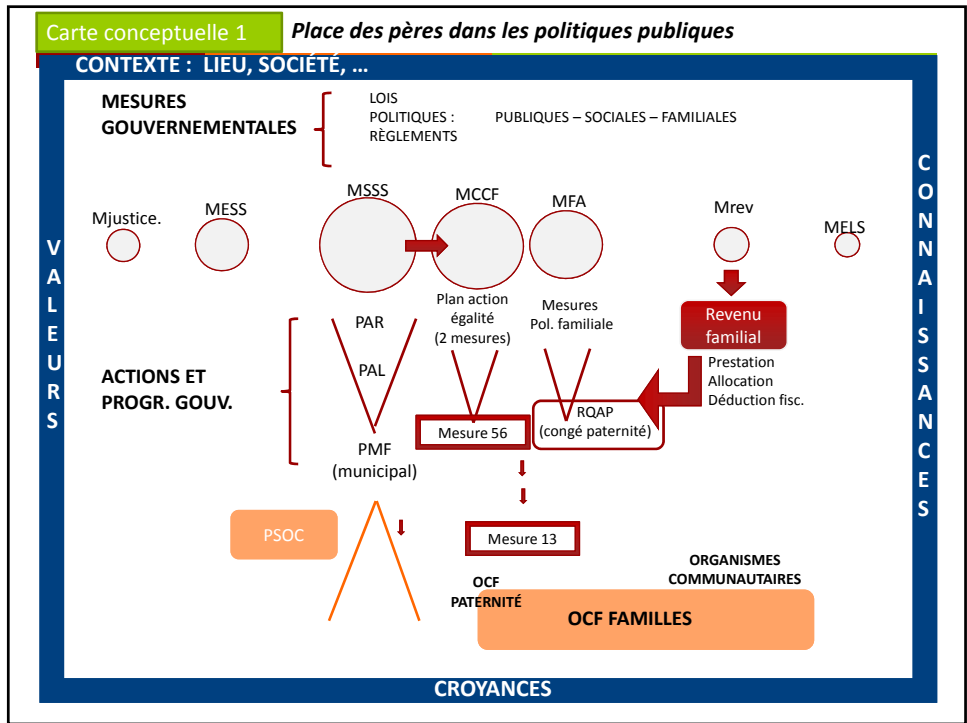 Carte conceptuelle 1
Place des pères dans les politiques publiques
CONTEXTE : LIEU, SOCIÉTÉ, …
MESURES
GOUVERNEMENTALES
LOIS
POLITIQUES : PUBLIQUES – SOCIALES – FAMILIALES
RÈGLEMENTS
VALEURS
CONNAISSANCES
Mjustice.
MESS
MSSS
MCCF
MFA
Mrev
MELS
ACTIONS ET
PROGR. GOUV.
PAR
PAL
PMF
(municipal)
Plan action
égalité
(2 mesures)
Mesure 56
Mesures
Pol. familiale
RQAP
(congé paternité)
Revenu
familial
Prestation
Allocation
Déduction fisc.
PSOC
Mesure 13
OCF
PATERNITÉ
ORGANISMES
COMMUNAUTAIRES
OCF FAMILLES
CROYANCES